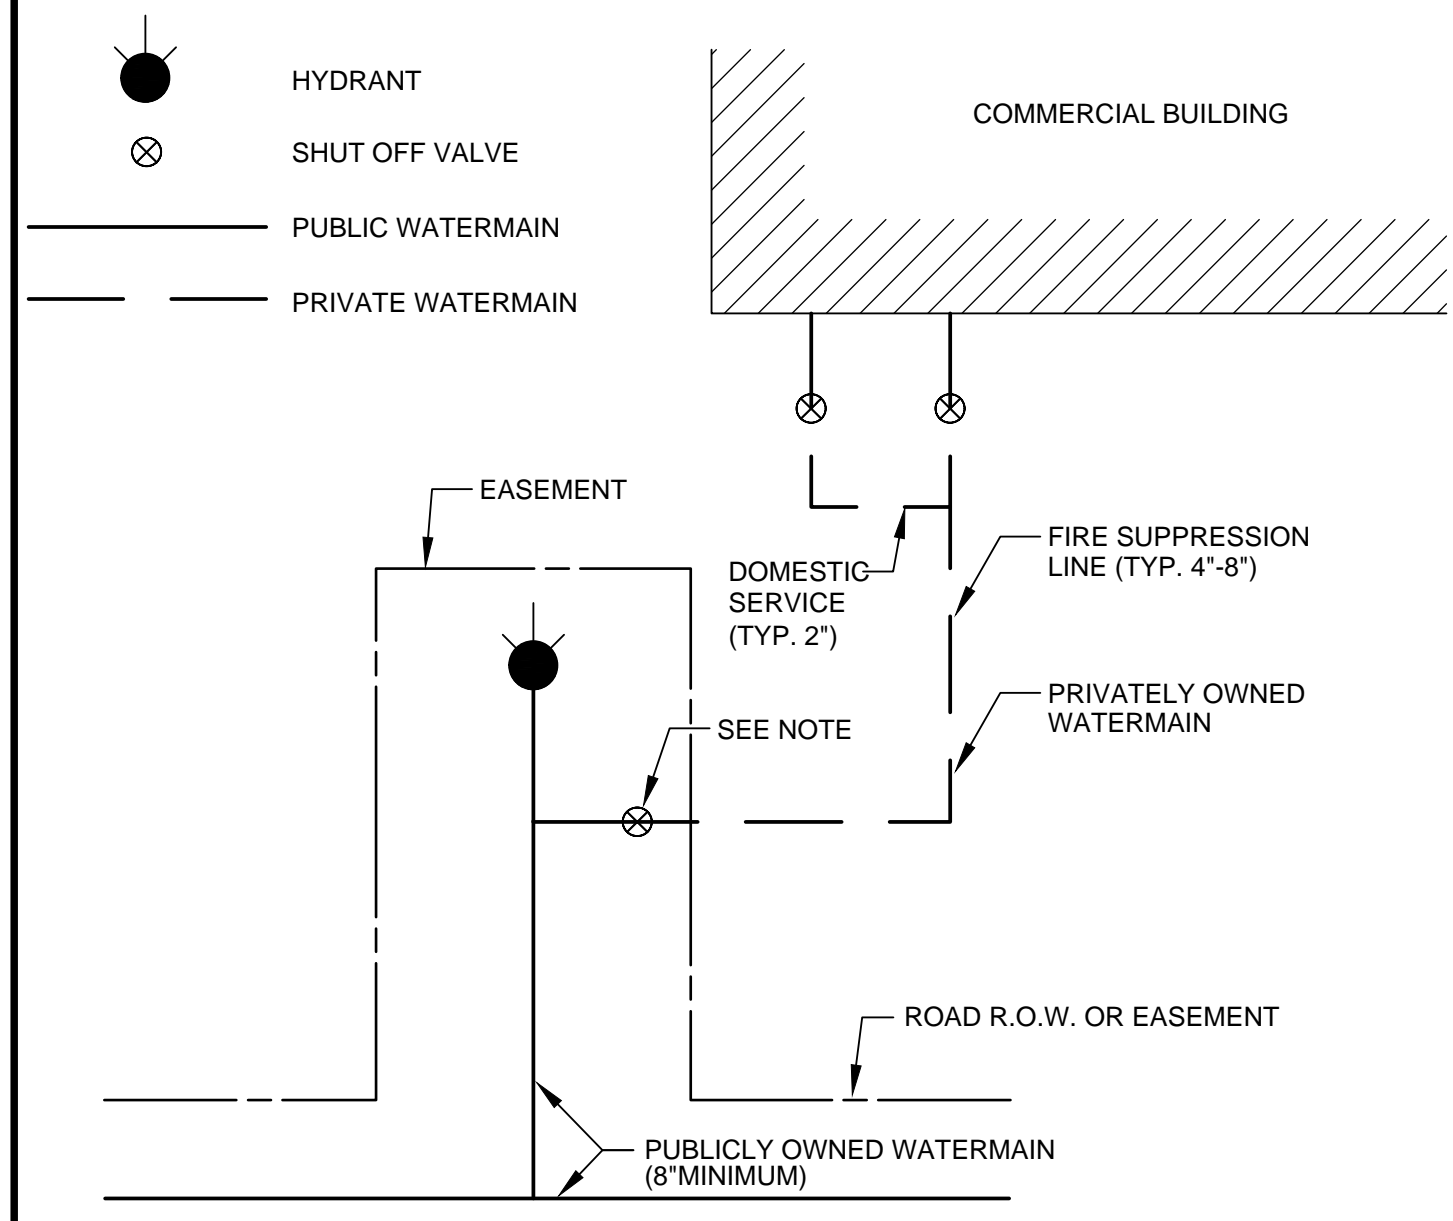 HYDRANT
COMMERCIAL BUILDING
SHUT OFF VALVE
PUBLIC WATERMAIN
PRIVATE WATERMAIN
EASEMENT
FIRE SUPPRESSION
LINE (TYP. 4"-8")
DOMESTIC
SERVICE
(TYP. 2")
PRIVATELY OWNED
WATERMAIN
SEE NOTE
ROAD R.O.W. OR EASEMENT
PUBLICLY OWNED WATERMAIN
(8"MINIMUM)